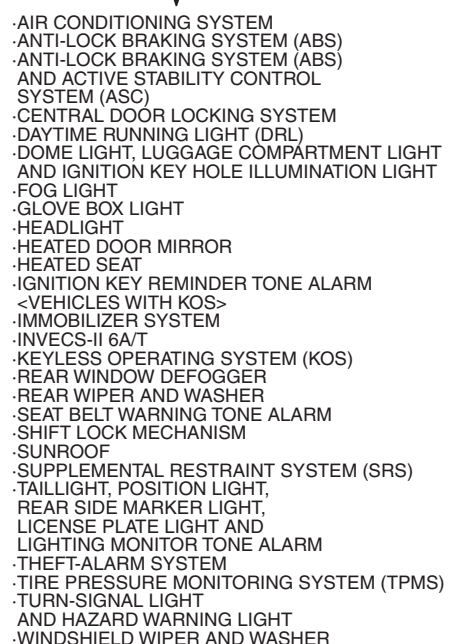 ·AIR CONDITIONING SYSTEM
·ANTI-LOCK BRAKING SYSTEM (ABS)
·ANTI-LOCK BRAKING SYSTEM (ABS)
AND ACTIVE STABILITY CONTROL
SYSTEM (ASC)
·CENTRAL DOOR LOCKING SYSTEM
·DAYTIME RUNNING LIGHT (DRL)
·DOME LIGHT, LUGGAGE COMPARTMENT LIGHT
AND IGNITION KEY HOLE ILLUMINATION LIGHT
·FOG LIGHT
·GLOVE BOX LIGHT
·HEADLIGHT
·HEATED DOOR MIRROR
·HEATED SEAT
·IGNITION KEY REMINDER TONE ALARM
<VEHICLES WITH KOS>
·IMMOBILIZER SYSTEM
·INVECS-II 6A/T
·KEYLESS OPERATING SYSTEM (KOS)
·REAR WINDOW DEFOGGER
·REAR WIPER AND WASHER
·SEAT BELT WARNING TONE ALARM
·SHIFT LOCK MECHANISM
·SUNROOF
·SUPPLEMENTAL RESTRAINT SYSTEM (SRS)
·TAILLIGHT, POSITION LIGHT,
REAR SIDE MARKER LIGHT,
LICENSE PLATE LIGHT AND
LIGHTING MONITOR TONE ALARM
·THEFT-ALARM SYSTEM
·TIRE PRESSURE MONITORING SYSTEM (TPMS)
·TURN-SIGNAL LIGHT
AND HAZARD WARNING LIGHT
·WINDSHIELD WIPER AND WASHER